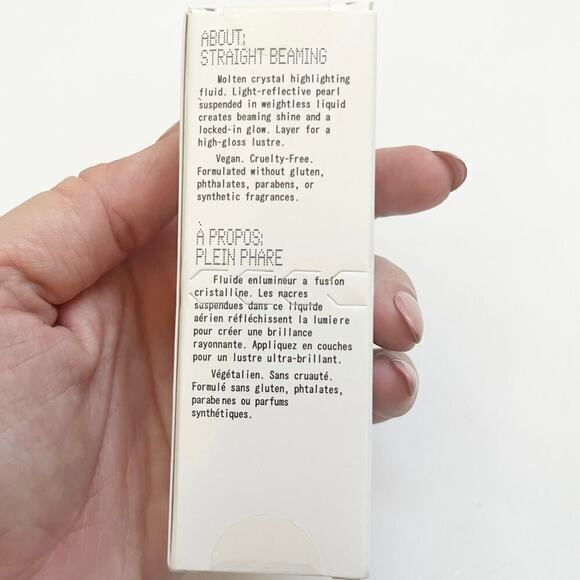 ABOUT:
STRAIGHT BEAMING
Molten crystal highlighting
fluid. Light-reflective pearl
suspended in weightless liquid
creates beaming shine and a
locked-in glow. Layer for a
high-gloss lustre.
Vegan. Cruelty-Free.
Formulated without gluten,
phthalates, parabens, or
synthetic fragrances.
À PROPOS:
PLEIN PHARE
Fluide enlumineur a fusion
cristalline. Les nacres
suspendues dans ce liquide
aérien réfléchissent la lumiere
pour créer une brillance
rayonnante. Appliquez en couches
pour un lustre ultra-brillant.
Végétalien. Sans cruauté.
Formulé sans gluten, phtalates,
parabenes ou parfums
synthétiques.